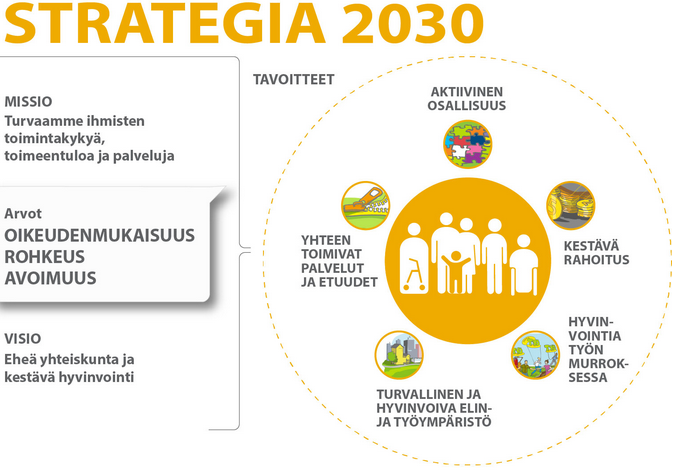 STRATEGIA 2030
MISSIO
Turvaamme ihmisten
toimintakykyä,
toimeentuloa ja palveluja
Arvot
OIKEUDENMUKAISUUS
ROHKEUS
AVOIMUUS
VISIO
Eheä yhteiskunta ja
kestävä hyvinvointi
TAVOITTEET
AKTIIVINEN
OSALLISUUS
KESTÄVÄ
RAHOITUS
HYVIN-
VOINTIA
TYÖN
MURROK-
SESSA
TURVALLINEN JA
HYVINVOIVA ELIN-
JA TYÖYMPÄRISTÖ
YHTEEN
TOIMIVAT
PALVELUT
JA ETUUDET